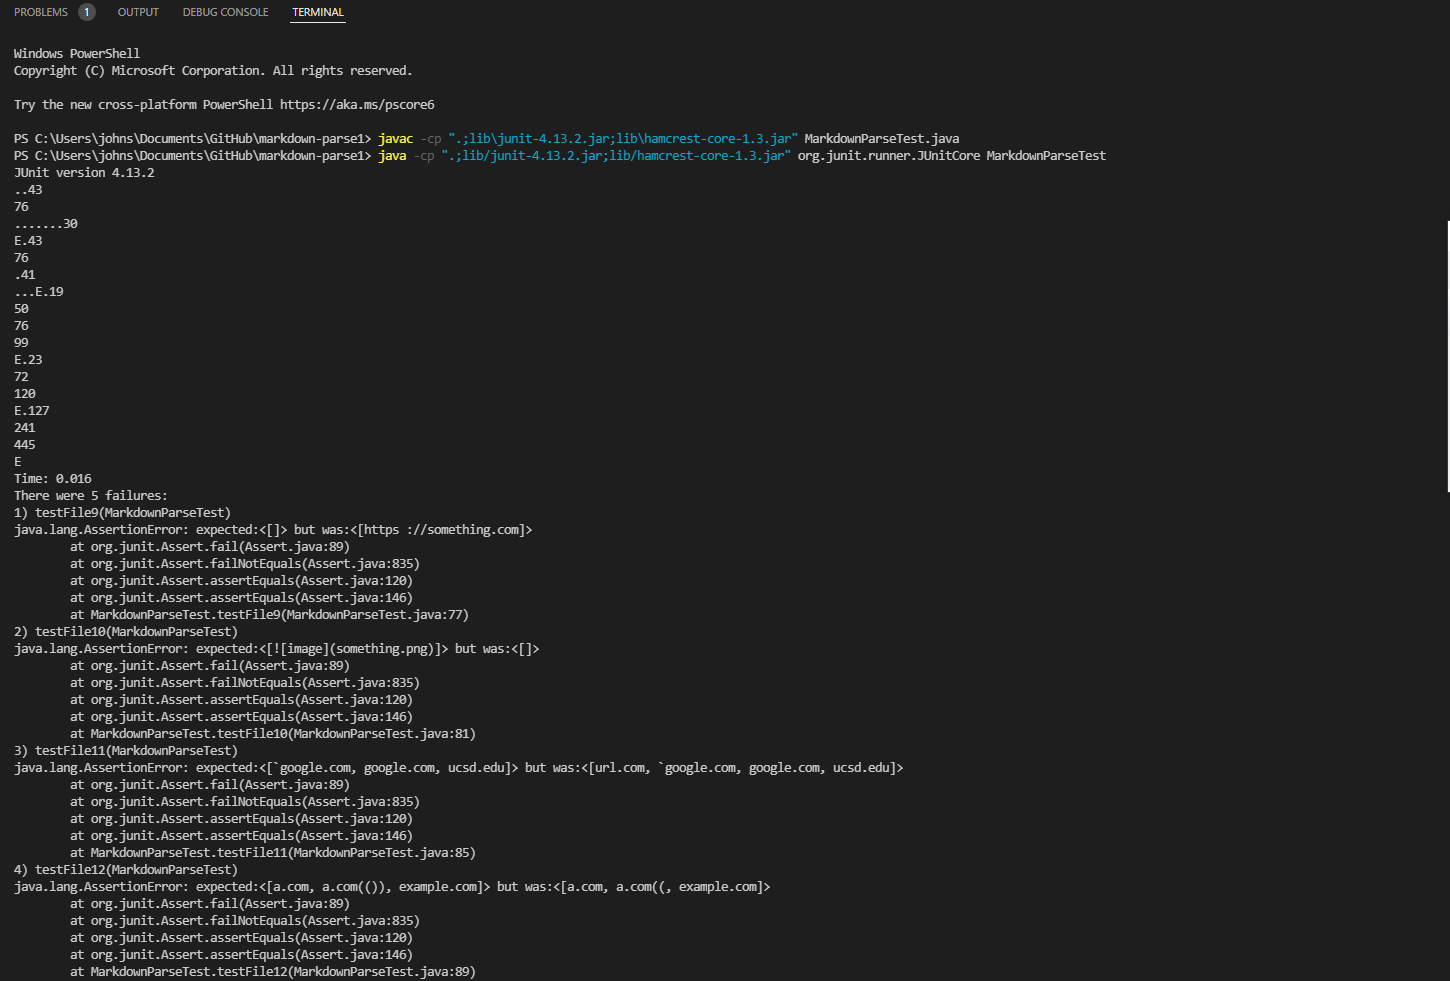 PROBLEMS 1 OUTPUT DEBUG CONSOLE TERMINAL
Windows PowerShell
Copyright (C) Microsoft Corporation. All rights reserved.
Try the new cross-platform PowerShell https://aka.ms/pscore6
PS C:\Users\johns\Documents\GitHub\markdown-parse1> javac -cp ".;lib\junit-4.13.2.jar;lib\hamcrest-core-1.3.jar" MarkdownParseTest.java
PS C:\Users\johns\Documents\GitHub\markdown-parse1> java -cp ".;lib/junit-4.13.2.jar;lib/hamcrest-core-1.3.jar" org.junit.runner.JUnitCore MarkdownParseTest
JUnit version 4.13.2
..43
76
.......30
E.43
76
.41
...E.19
50
76
99
E.23
72
120
E.127
241
445
E
Time: 0.016
There were 5 failures:
1) testFile9(MarkdownParseTest)
java.lang.AssertionError: expected:<[]> but was:<[https ://something.com]>
at org.junit.Assert.fail(Assert.java:89)
at org.junit.Assert.failNotEquals(Assert.java:835)
at org.junit.Assert.assertEquals(Assert.java:120)
at org.junit.Assert.assertEquals(Assert.java:146)
at MarkdownParseTest.testFile9(MarkdownParseTest.java:77)
2) testFile10(MarkdownParseTest)
java.lang.AssertionError: expected:<[![image](something.png)]> but was:<[]>
at org.junit.Assert.fail(Assert.java:89)
at org.junit.Assert.failNotEquals(Assert.java:835)
at org.junit.Assert.assertEquals(Assert.java:120)
at org.junit.Assert.assertEquals(Assert.java:146)
at MarkdownParseTest.testFile10(MarkdownParseTest.java:81)
3) testFile11(MarkdownParseTest)
java.lang.AssertionError: expected:<[`google.com, google.com, ucsd.edu]> but was:<[url.com, `google.com, google.com, ucsd.edu]>
at org.junit.Assert.fail(Assert.java:89)
at org.junit.Assert.failNotEquals(Assert.java:835)
at org.junit.Assert.assertEquals(Assert.java:120)
at org.junit.Assert.assertEquals(Assert.java:146)
at MarkdownParseTest.testFile11(MarkdownParseTest.java:85)
4) testFile12(MarkdownParseTest)
java.lang.AssertionError: expected:<[a.com, a.com(()), example.com]> but was:<[a.com, a.com((, example.com]>
at org.junit.Assert.fail(Assert.java:89)
at org.junit.Assert.failNotEquals(Assert.java:835)
at org.junit.Assert.assertEquals(Assert.java:120)
at org.junit.Assert.assertEquals(Assert.java:146)
at MarkdownParseTest.testFile12(MarkdownParseTest.java:89)